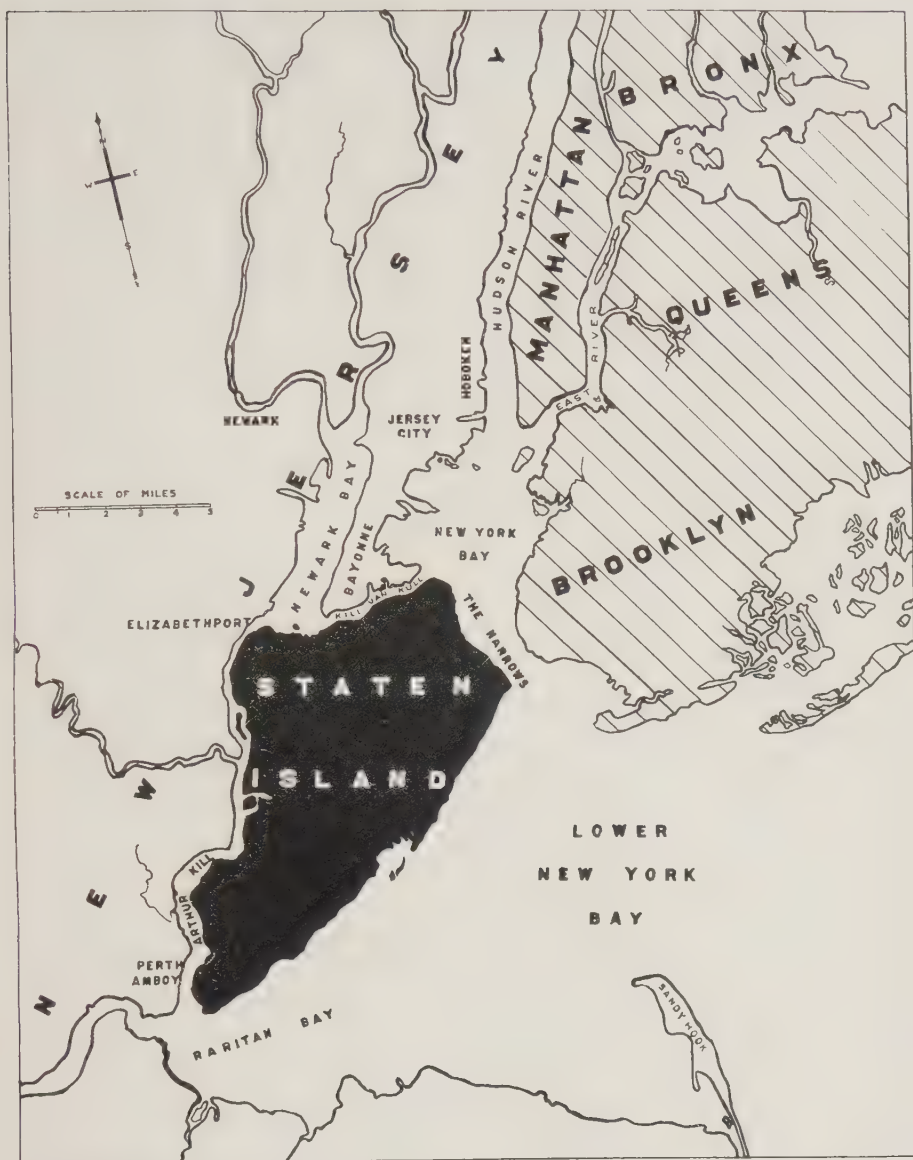 BRONX
MANHATTAN
HUDSON RIVER
QUEENS
EAST RIVER
HOBOKEN
JERSEY
CITY
NEWARK
N
W E
S
SCALE OF MILES
0 1 2 3 4 5
NEW JERSEY
NEWARK BAY
BAYONNE
NEW YORK
BAY
BROOKLYN
KILL VAN KULL
THE NARROWS
ELIZABETHPORT
STATEN
ISLAND
LOWER
NEW YORK
BAY
ARTHUR KILL
PERTH
AMBOY
RARITAN BAY
SANDY HOOK